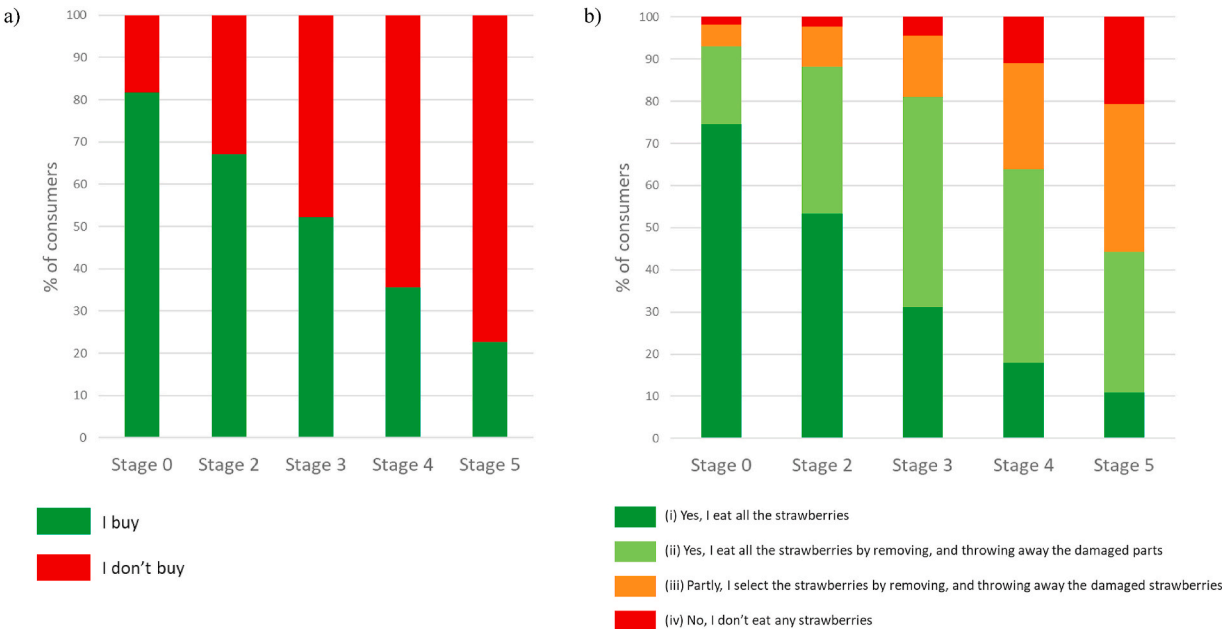 a)
100
90
80
70
60
50
40
30
20
10
0
% of consumers
Stage 0 Stage 2 Stage 3 Stage 4 Stage 5
I buy
I don't buy
b)
100
90
80
70
60
50
40
30
20
10
0
% of consumers
Stage 0 Stage 2 Stage 3 Stage 4 Stage 5
(i) Yes, I eat all the strawberries
(ii) Yes, I eat all the strawberries by removing, and throwing away the damaged parts
(iii) Partly, I select the strawberries by removing, and throwing away the damaged strawberries
(iv) No, I don't eat any strawberries